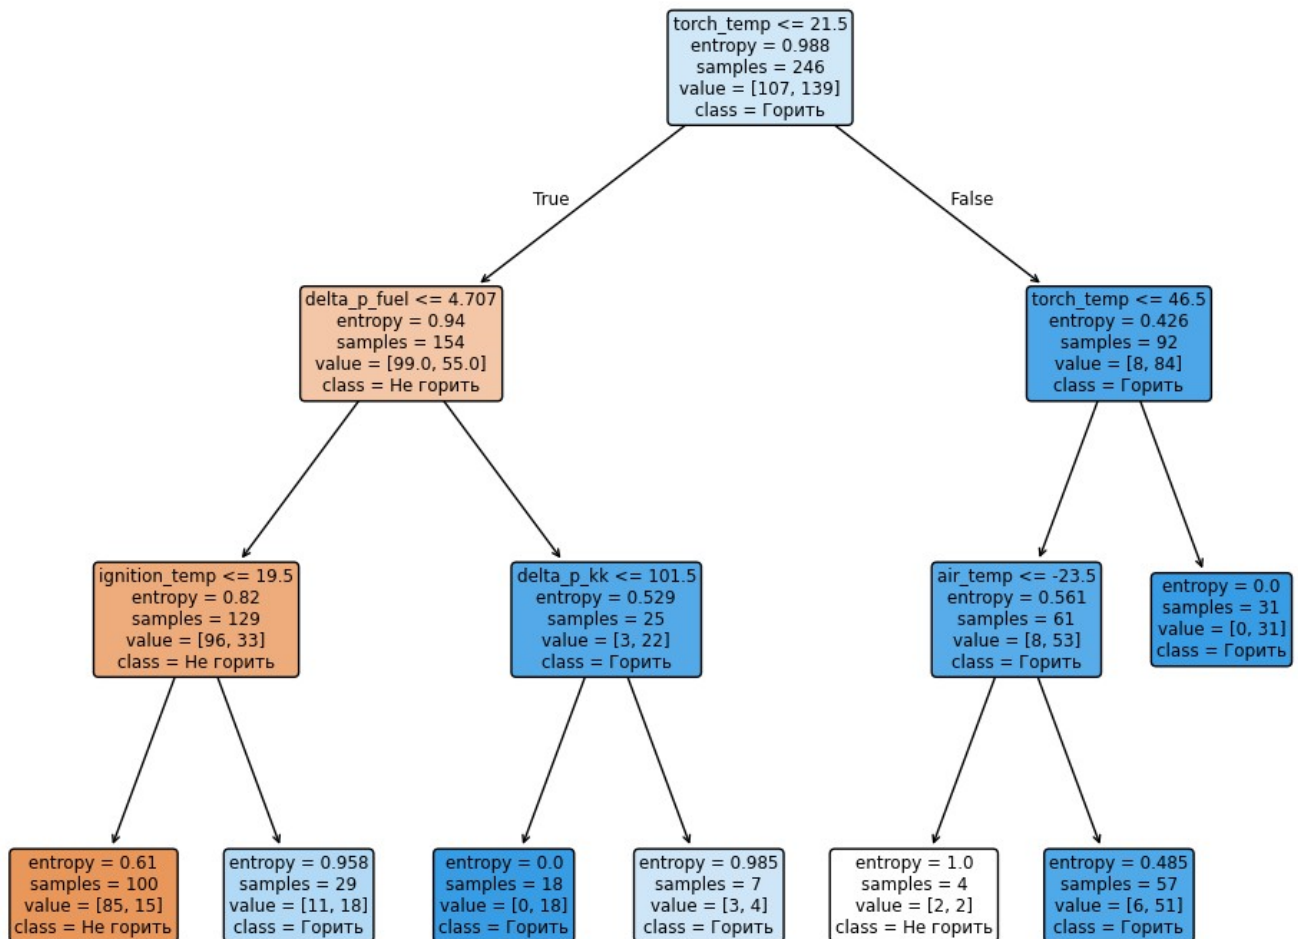 torch_temp <= 21.5
entropy = 0.988
samples = 246
value = [107, 139]
class = Горить
True
False
delta_p_fuel <= 4.707
entropy = 0.94
samples = 154
value = [99.0, 55.0]
class = Не горить
torch_temp <= 46.5
entropy = 0.426
samples = 92
value = [8, 84]
class = Горить
ignition_temp <= 19.5
entropy = 0.82
samples = 129
value = [96, 33]
class = Не горить
delta_p_kk <= 101.5
entropy = 0.529
samples = 25
value = [3, 22]
class = Горить
air_temp <= -23.5
entropy = 0.561
samples = 61
value = [8, 53]
class = Горить
entropy = 0.0
samples = 31
value = [0, 31]
class = Горить
entropy = 0.61
samples = 100
value = [85, 15]
class = Не горить
entropy = 0.958
samples = 29
value = [11, 18]
class = Горить
entropy = 0.0
samples = 18
value = [0, 18]
class = Горить
entropy = 0.985
samples = 7
value = [3, 4]
class = Горить
entropy = 1.0
samples = 4
value = [2, 2]
class = Не горить
entropy = 0.485
samples = 57
value = [6, 51]
class = Горить